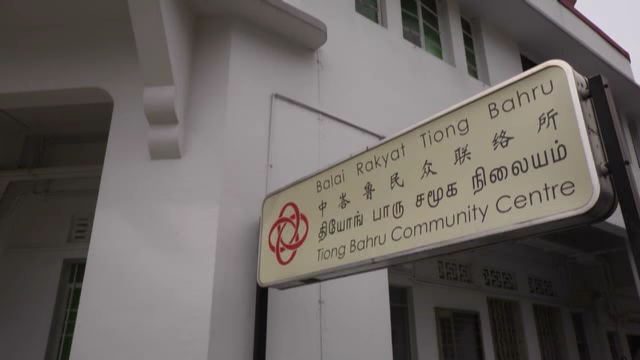 Balai Rakyat Tiong Bahru
中峇鲁民众联络所
தியோங் பாரு சமூக நிலையம்
Tiong Bahru Community Centre